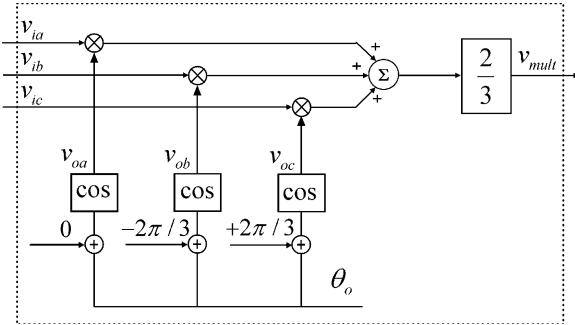 v_ia
v_ib
v_ic
+
+
+
Σ
2/3
v_mult
v_oa
v_ob
v_oc
cos
cos
cos
0
−2π / 3
+2π / 3
+
+
+
θ_o